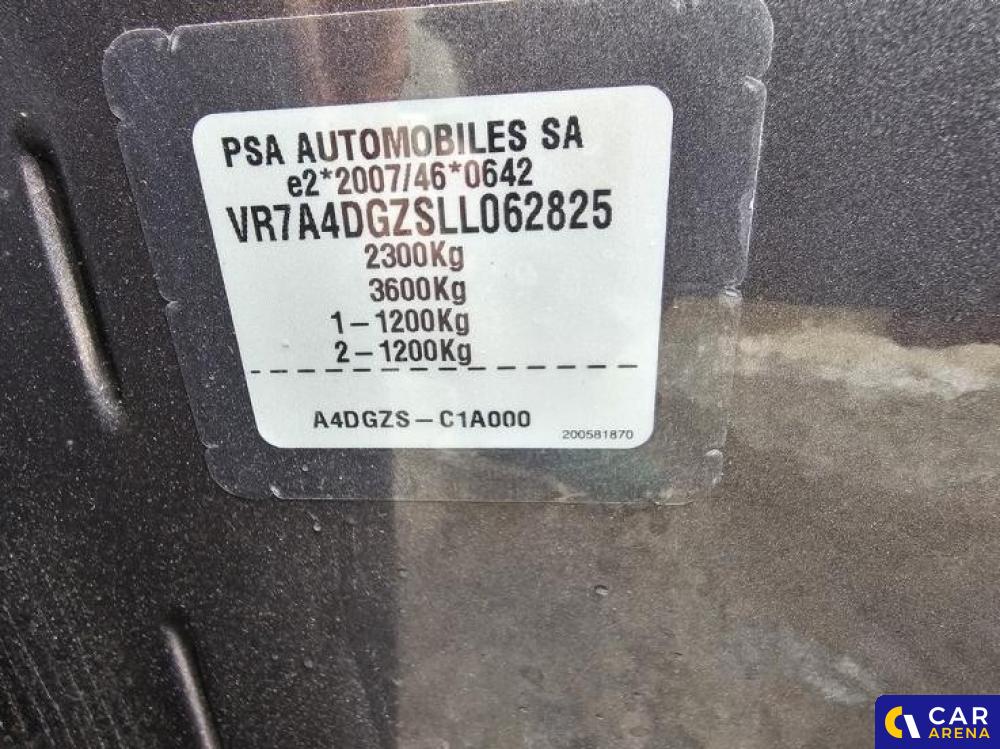 PSA AUTOMOBILES SA
e2*2007/46*0642
VR7A4DGZSLL062825
2300Kg
3600Kg
1-1200Kg
2-1200Kg
A4DGZS-C1A000
200581870
CAR
ARENA